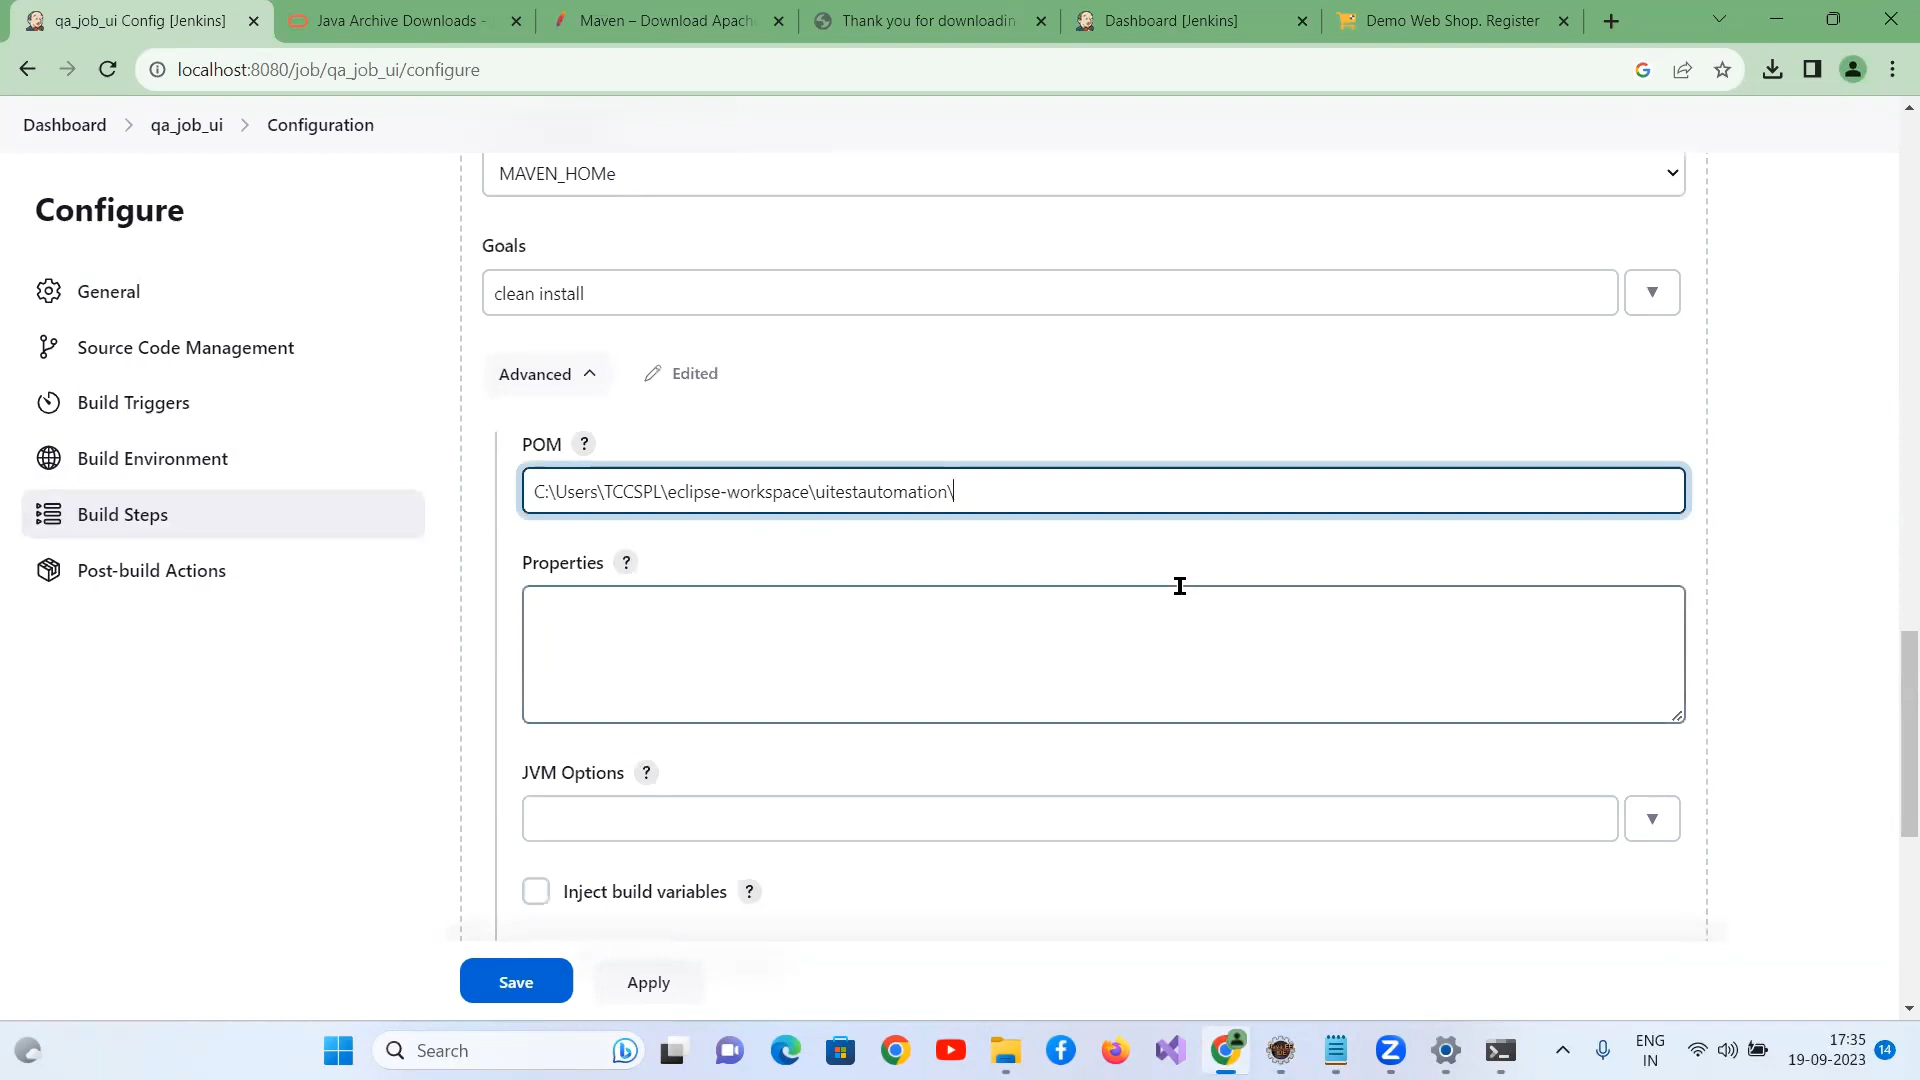 qa_job_ui Config [Jenkins]
Java Archive Downloads -
Maven – Download Apach
Thank you for downloadin
Dashboard [Jenkins]
Demo Web Shop. Register
localhost:8080/job/qa_job_ui/configure
Dashboard
qa_job_ui
Configuration
Configure
General
Source Code Management
Build Triggers
Build Environment
Build Steps
Post-build Actions
MAVEN_HOMe
Goals
clean install
Advanced
Edited
POM ?
C:\Users\TCCSPL\eclipse-workspace\uitestautomation\
Properties ?
JVM Options ?
Inject build variables ?
Save
Apply
Search
ENG
IN
17:35
19-09-2023
14